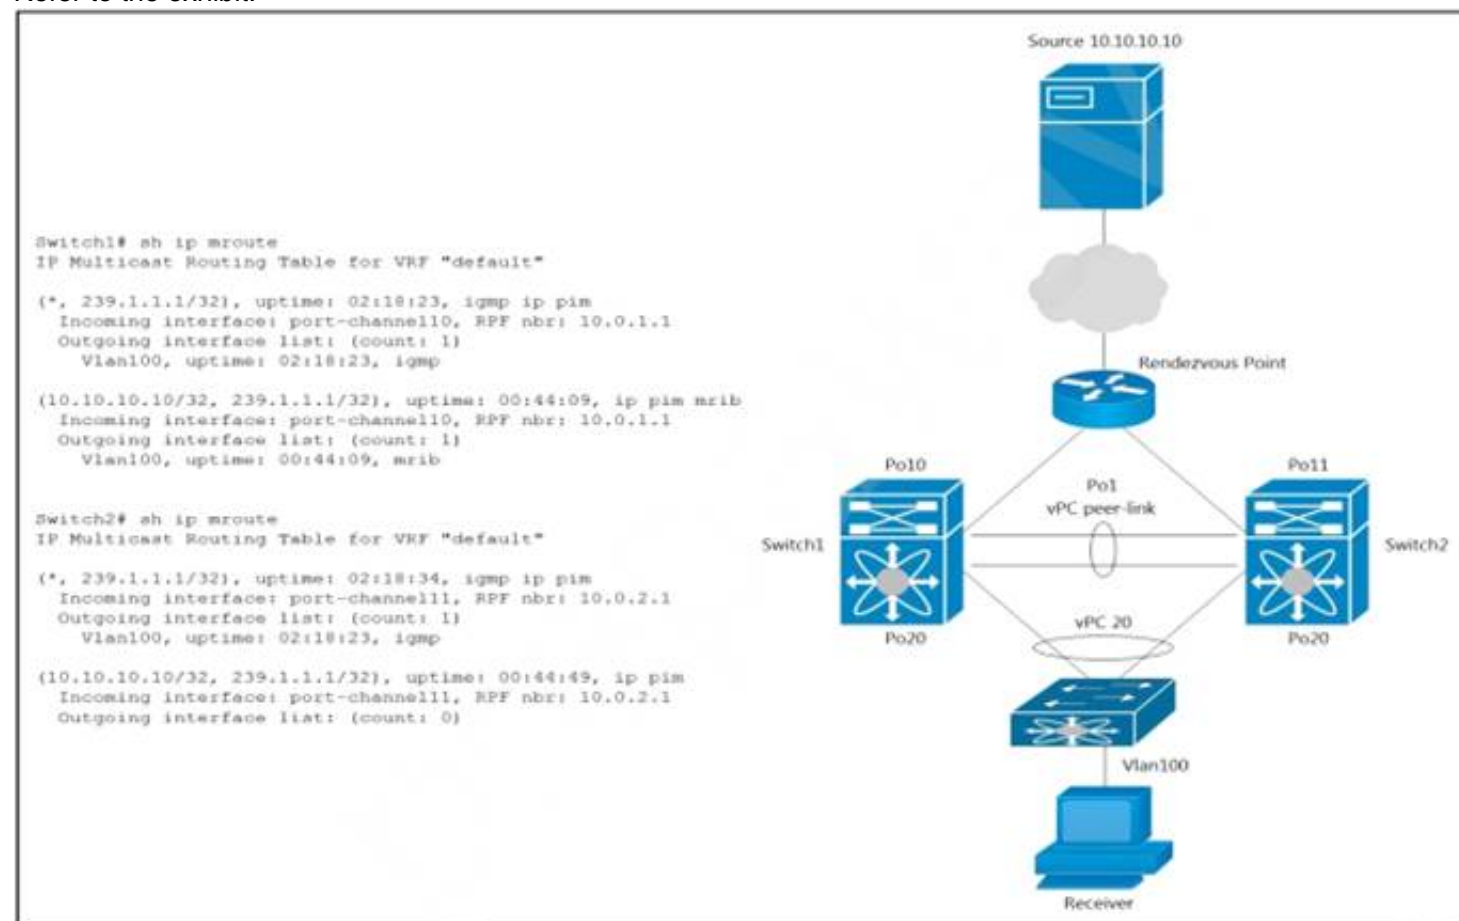 Refer to the exhibit.
Source 10.10.10.10
Switch1# sh ip mroute
IP Multicast Routing Table for VRF "default"
(*, 239.1.1.1/32), uptime: 02:18:23, igmp ip pim
Incoming interface: port-channel10, RPF nbr: 10.0.1.1
Outgoing interface list: (count: 1)
Vlan100, uptime: 02:18:23, igmp
(10.10.10.10/32, 239.1.1.1/32), uptime: 00:44:09, ip pim mrib
Incoming interface: port-channel10, RPF nbr: 10.0.1.1
Outgoing interface list: (count: 1)
Vlan100, uptime: 00:44:09, mrib
Switch2# sh ip mroute
IP Multicast Routing Table for VRF "default"
(*, 239.1.1.1/32), uptime: 02:18:34, igmp ip pim
Incoming interface: port-channel11, RPF nbr: 10.0.2.1
Outgoing interface list: (count: 1)
Vlan100, uptime: 02:18:23, igmp
(10.10.10.10/32, 239.1.1.1/32), uptime: 00:44:49, ip pim
Incoming interface: port-channel11, RPF nbr: 10.0.2.1
Outgoing interface list: (count: 0)
Rendezvous Point
Po10
Po11
Po1
vPC peer-link
Switch1
Switch2
vPC 20
Po20
Po20
Vlan100
Receiver